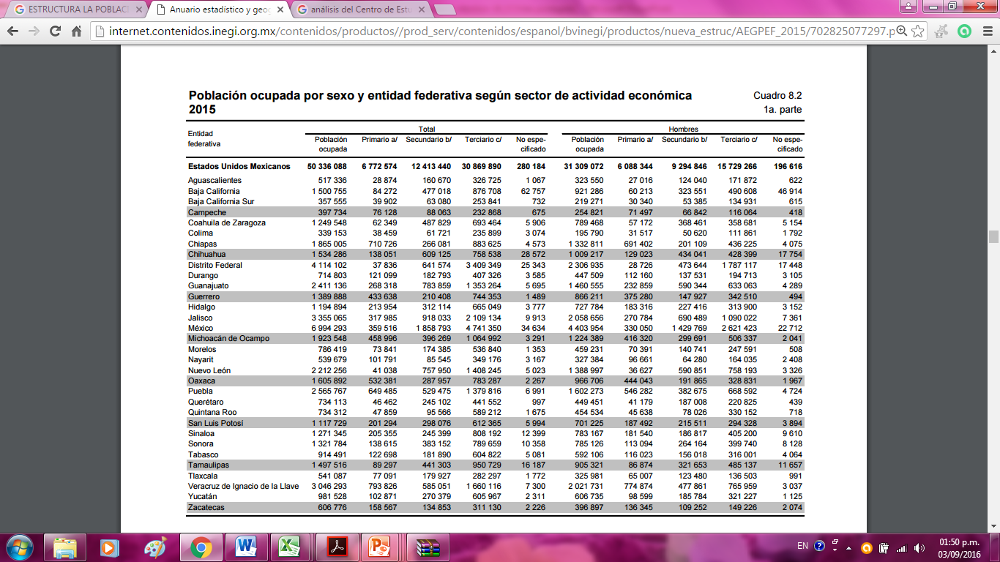 ESTRUCTURA LA POBLACI
Anuario estadístico y geog
análisis del Centro de Estu
internet.contenidos.inegi.org.mx/contenidos/productos//prod_serv/contenidos/espanol/bvinegi/productos/nueva_estruc/AEGPEF_2015/702825077297.p
Población ocupada por sexo y entidad federativa según sector de actividad económica Cuadro 8.2
2015 1a. parte
Entidad federativa Total Hombres
Población ocupada Primario a/ Secundario b/ Terciario c/ No espe-cificado Población ocupada Primario a/ Secundario b/ Terciario c/ No espe-cificado
Estados Unidos Mexicanos 50 336 088 6 772 574 12 413 440 30 869 890 280 184 31 309 072 6 088 344 9 294 846 15 729 266 196 616
Aguascalientes 517 336 28 874 160 670 326 725 1 067 323 550 27 016 124 040 171 872 622
Baja California 1 500 755 84 272 477 018 876 708 62 757 921 286 60 213 323 551 490 608 46 914
Baja California Sur 357 555 39 902 63 080 253 841 732 219 271 30 340 53 385 134 931 615
Campeche 397 734 76 128 88 063 232 868 675 254 821 71 497 66 842 116 064 418
Coahuila de Zaragoza 1 249 548 62 349 487 829 693 464 5 906 789 468 57 172 368 461 358 681 5 154
Colima 339 153 38 459 61 721 235 899 3 074 195 790 31 517 50 620 111 861 1 792
Chiapas 1 865 005 710 726 266 081 883 625 4 573 1 332 811 691 402 201 109 436 225 4 075
Chihuahua 1 534 286 138 051 609 125 758 538 28 572 1 009 217 129 023 434 041 428 399 17 754
Distrito Federal 4 114 102 37 836 641 574 3 409 349 25 343 2 306 935 28 726 473 644 1 787 117 17 448
Durango 714 803 121 099 182 793 407 326 3 585 447 509 112 160 137 531 194 713 3 105
Guanajuato 2 411 136 268 318 783 859 1 353 264 5 695 1 460 555 232 859 590 344 633 063 4 289
Guerrero 1 389 888 433 638 210 408 744 353 1 489 866 211 375 280 147 927 342 510 494
Hidalgo 1 194 894 213 954 312 114 665 049 3 777 727 784 183 316 227 416 313 900 3 152
Jalisco 3 355 065 317 985 918 033 2 109 134 9 913 2 058 656 270 784 690 489 1 090 022 7 361
México 6 994 293 359 516 1 858 793 4 741 350 34 634 4 403 954 330 050 1 429 769 2 621 423 22 712
Michoacán de Ocampo 1 923 548 458 996 396 269 1 064 992 3 291 1 224 389 416 320 299 691 506 337 2 041
Morelos 786 419 73 841 174 385 536 840 1 353 459 231 70 391 140 741 247 591 508
Nayarit 539 679 101 791 85 545 349 176 3 167 327 384 96 661 64 280 164 035 2 408
Nuevo León 2 212 256 41 038 757 950 1 408 245 5 023 1 388 997 36 627 590 851 758 193 3 326
Oaxaca 1 605 892 532 381 287 957 783 287 2 267 966 706 444 043 191 865 328 831 1 967
Puebla 2 565 767 649 485 529 475 1 379 816 6 991 1 602 273 546 282 382 675 668 592 4 724
Querétaro 734 113 46 462 245 102 441 552 997 449 451 41 179 187 008 220 825 439
Quintana Roo 734 312 47 859 95 566 589 212 1 675 454 534 45 638 78 026 330 152 718
San Luis Potosí 1 117 729 201 294 298 076 612 365 5 994 701 225 187 492 215 511 294 328 3 894
Sinaloa 1 271 345 205 355 245 399 808 192 12 399 783 167 181 540 186 817 405 200 9 610
Sonora 1 321 784 138 615 383 152 789 659 10 358 785 126 113 094 264 164 399 740 8 128
Tabasco 914 491 122 698 181 890 604 822 5 081 592 106 116 023 156 018 316 001 4 064
Tamaulipas 1 497 516 89 297 441 303 950 729 16 187 905 321 86 874 321 653 485 137 11 657
Tlaxcala 541 087 77 091 179 927 282 297 1 772 325 981 65 007 123 480 136 503 991
Veracruz de Ignacio de la Llave 3 046 293 793 826 585 051 1 660 116 7 300 2 021 731 774 874 477 861 765 959 3 037
Yucatán 981 528 102 871 270 379 605 967 2 311 606 735 98 599 185 784 321 227 1 125
Zacatecas 606 776 158 567 134 853 311 130 2 226 396 897 136 345 109 252 149 226 2 074
EN
01:50 p.m.
03/09/2016